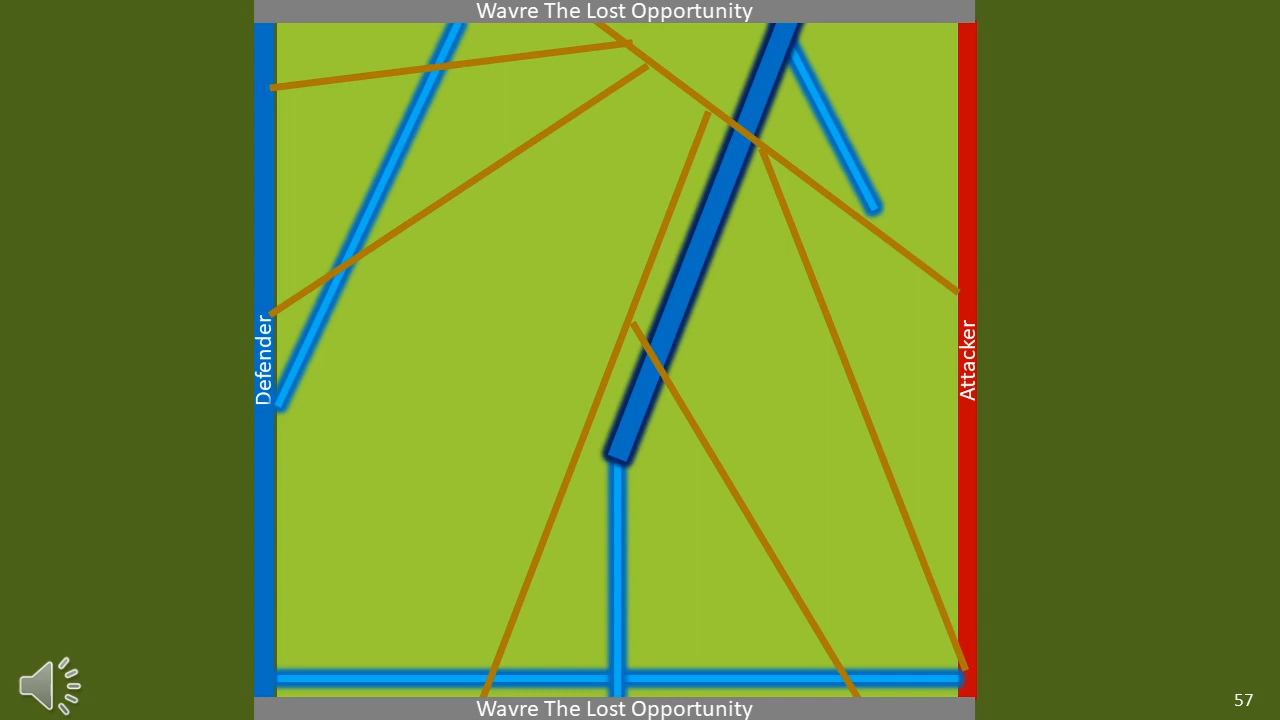 Wavre The Lost Opportunity
Defender
Attacker
Wavre The Lost Opportunity
57